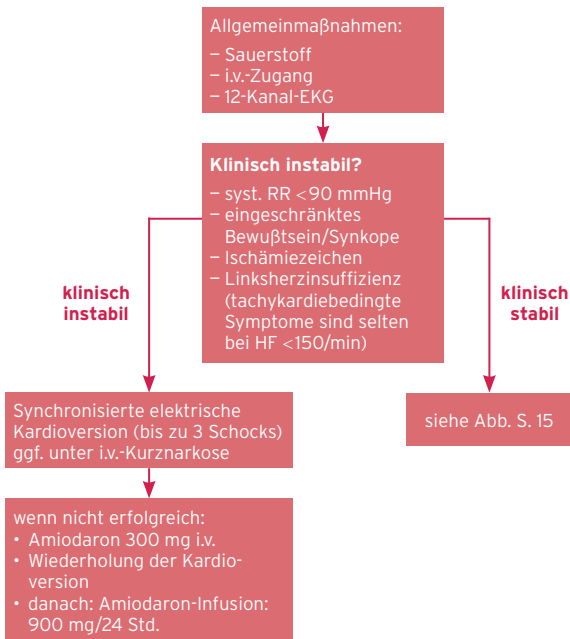 Allgemeinmaßnahmen:
– Sauerstoff
– i.v.-Zugang
– 12-Kanal-EKG
Klinisch instabil?
– syst. RR <90 mmHg
– eingeschränktes
Bewußtsein/Synkope
– Ischämiezeichen
– Linksherzinsuffizienz
(tachykardiebedingte
Symptome sind selten
bei HF <150/min)
klinisch
instabil
klinisch
stabil
Synchronisierte elektrische
Kardioversion (bis zu 3 Schocks)
ggf. unter i.v.-Kurznarkose
siehe Abb. S. 15
wenn nicht erfolgreich:
• Amiodaron 300 mg i.v.
• Wiederholung der Kardio-
version
• danach: Amiodaron-Infusion:
900 mg/24 Std.